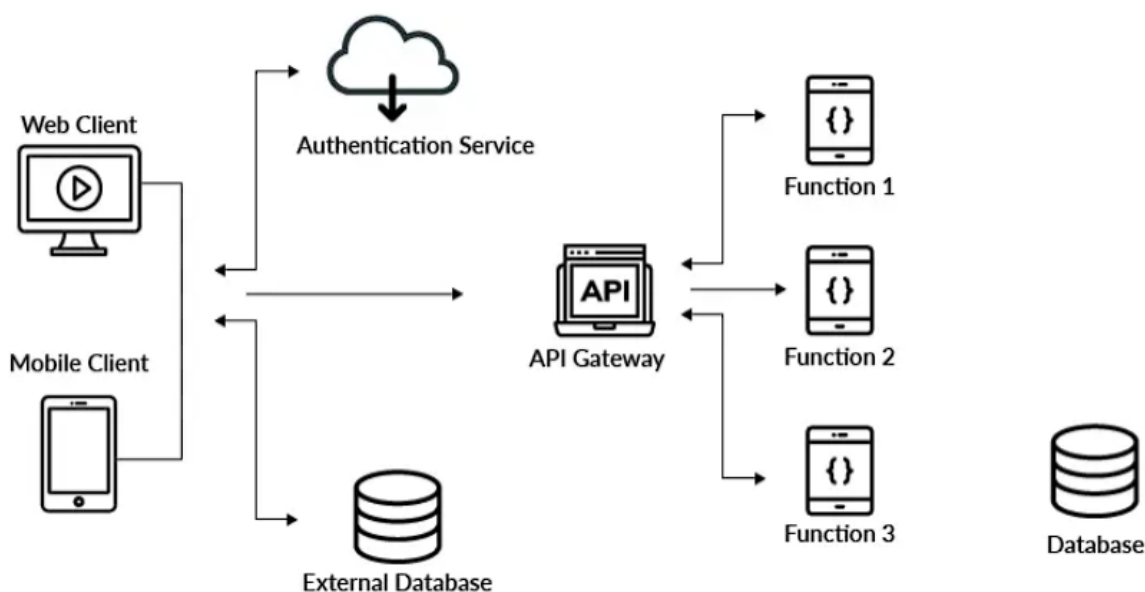 Web Client
Authentication Service
Mobile Client
External Database
API
API Gateway
{}
Function 1
{}
Function 2
{}
Function 3
Database